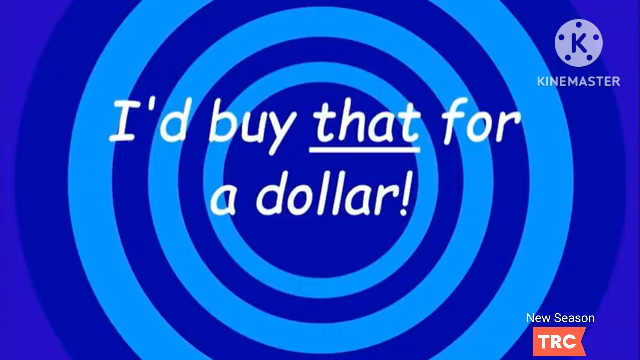 KINEMASTER
I'd buy that for
a dollar!
New Season
TRC